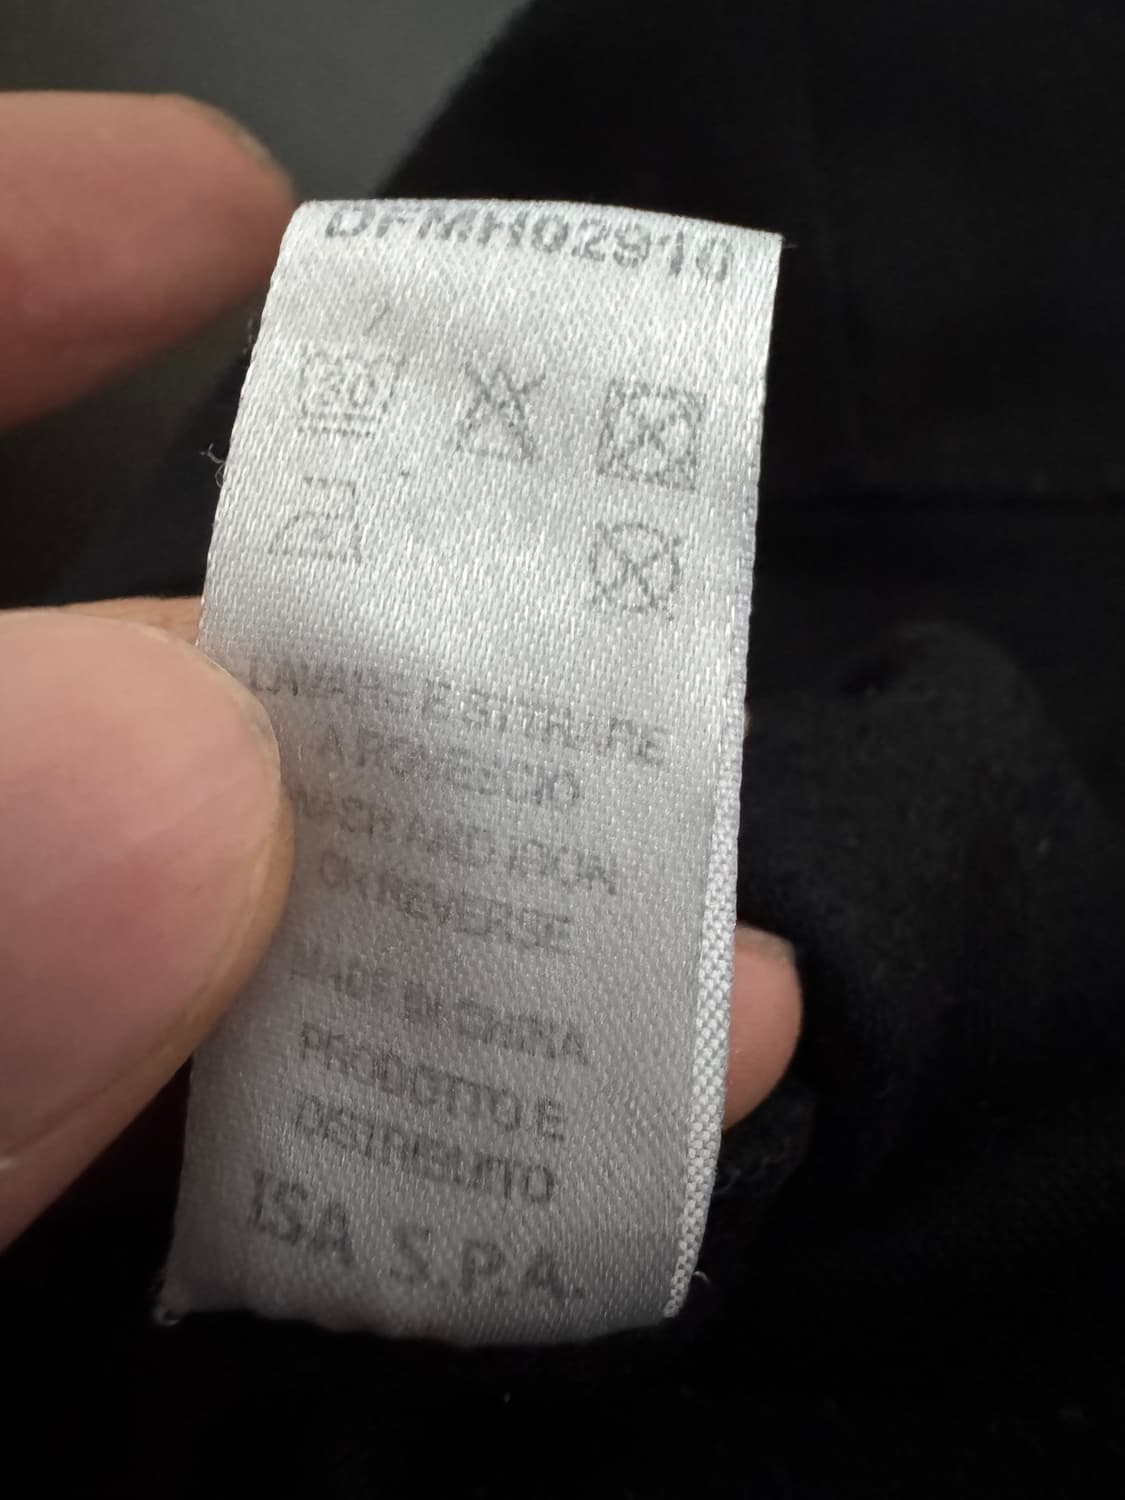 DFMH02910
30
LAVARE E STIRARE
A ROVESCIO
WASH AND IRON
ON REVERSE
MADE IN CHINA
PRODOTTO E
DISTRIBUITO
ISA S.P.A.